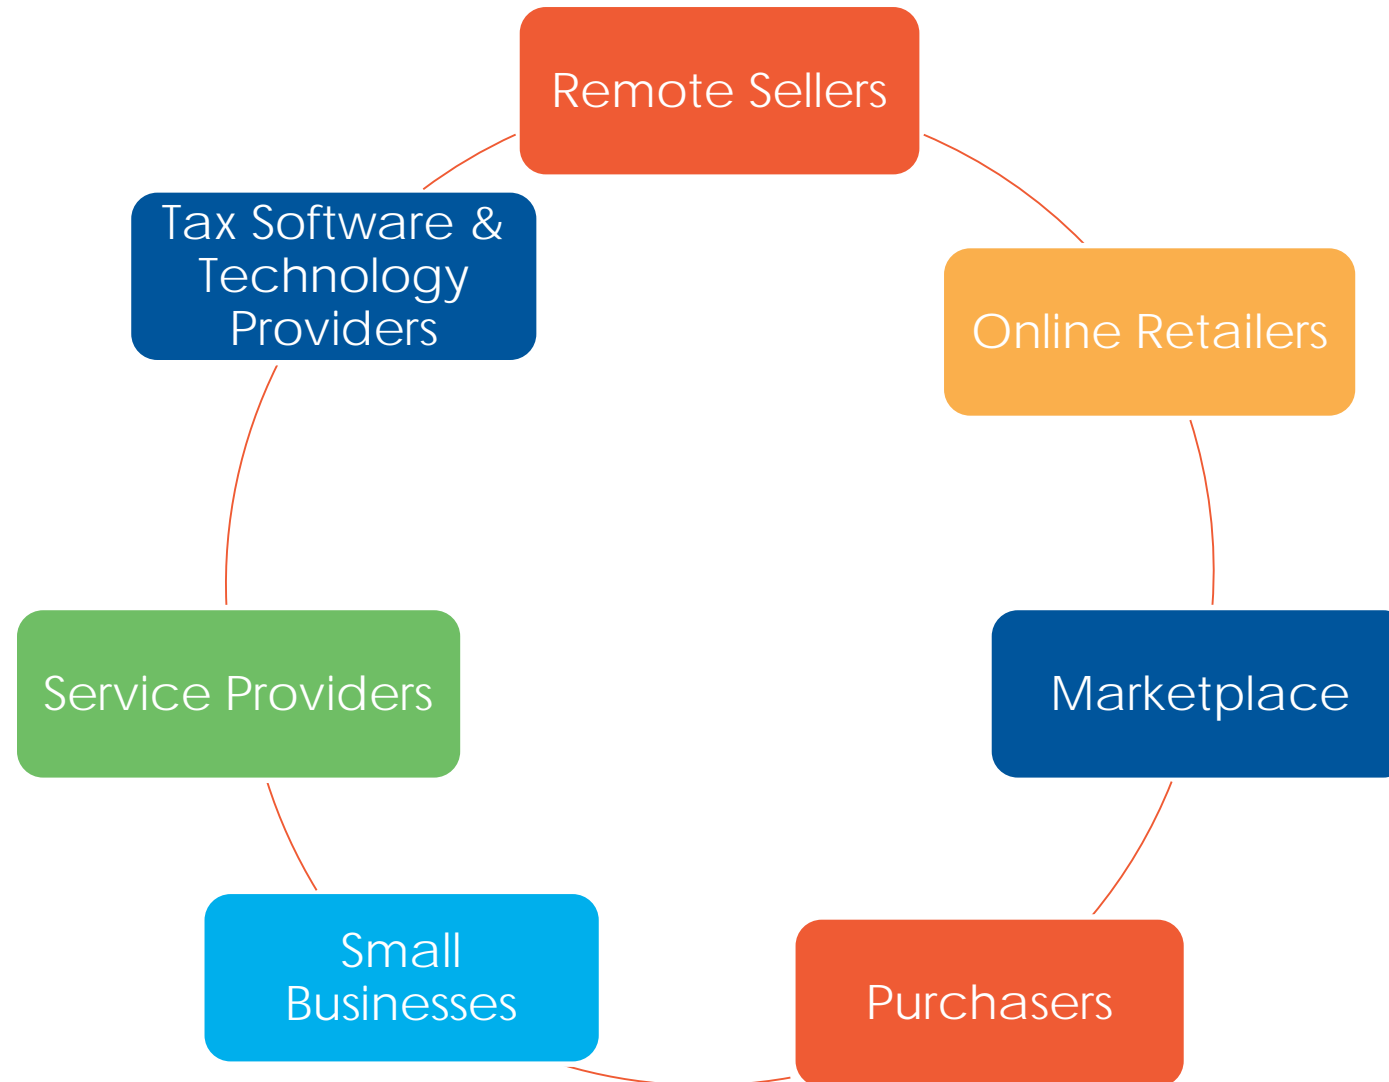 Remote Sellers
Tax Software &
Technology
Providers
Online Retailers
Service Providers
Marketplace
Small
Businesses
Purchasers